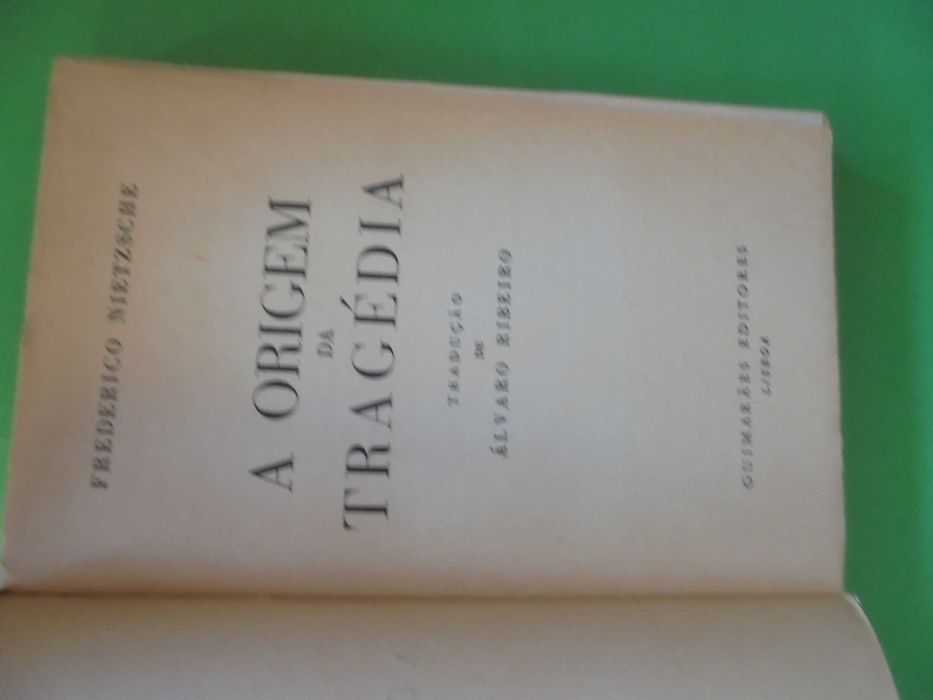 FREDERICO NIETZSCHE
A ORIGEM
DA
TRAGÉDIA
TRADUÇÃO
DE
ÁLVARO RIBEIRO
GUIMARÃES EDITORES
LISBOA